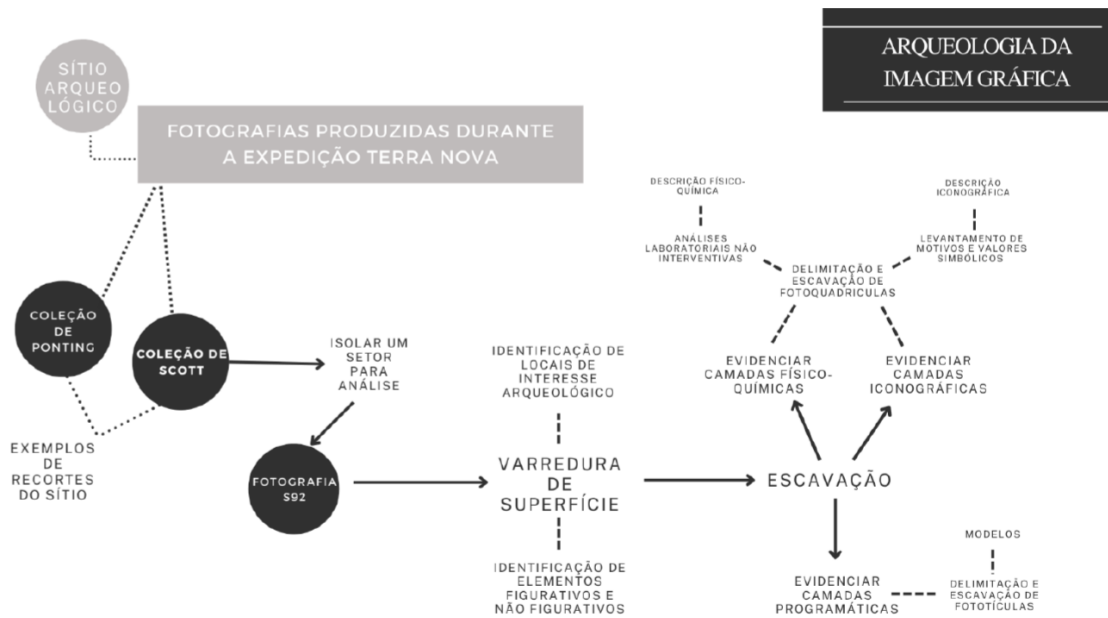 ARQUEOLOGIA DA
IMAGEM GRÁFICA
SÍTIO
ARQUEO
LÓGICO
FOTOGRAFIAS PRODUZIDAS DURANTE
A EXPEDIÇÃO TERRA NOVA
COLEÇÃO
DE
PONTING
COLEÇÃO DE
SCOTT
EXEMPLOS
DE
RECORTES
DO SÍTIO
ISOLAR UM
SETOR
PARA
ANÁLISE
FOTOGRAFIA
S92
IDENTIFICAÇÃO DE
LOCAIS DE
INTERESSE
ARQUEOLÓGICO
VARREDURA
DE
SUPERFÍCIE
IDENTIFICAÇÃO DE
ELEMENTOS
FIGURATIVOS E
NÃO FIGURATIVOS
ESCAVAÇÃO
DESCRIÇÃO FÍSICO-
QUÍMICA
ANÁLISES
LABORATORIAIS NÃO
INTERVENTIVAS
DESCRIÇÃO
ICONOGRÁFICA
LEVANTAMENTO DE
MOTIVOS E VALORES
SIMBÓLICOS
DELIMITAÇÃO E
ESCAVAÇÃO DE
FOTOQUADRICULAS
EVIDENCIAR
CAMADAS FÍSICO-
QUÍMICAS
EVIDENCIAR
CAMADAS
ICONOGRÁFICAS
EVIDENCIAR
CAMADAS
PROGRAMÁTICAS
MODELOS
DELIMITAÇÃO E
ESCAVAÇÃO DE
FOTOTÍCULAS